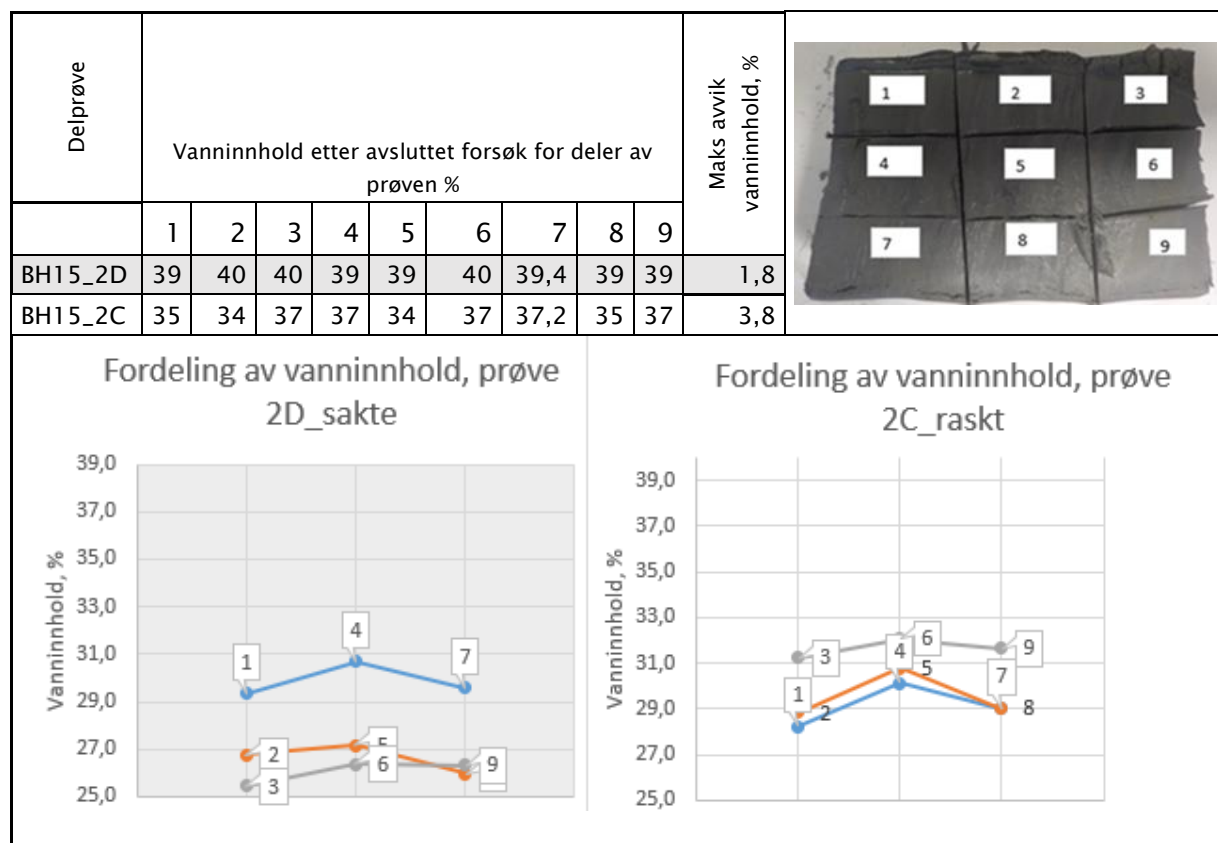 Delprøve
Vanninnhold etter avsluttet forsøk for deler av
prøven %
Maks avvik
vanninnhold, %
1 2 3 4 5 6 7 8 9
BH15_2D 39 40 40 39 39 40 39,4 39 39 1,8
BH15_2C 35 34 37 37 34 37 37,2 35 37 3,8
1 2 3
4 5 6
7 8 9
Fordeling av vanninnhold, prøve
2D_sakte
Vanninnhold, %
39,0
37,0
35,0
33,0
31,0
29,0
27,0
25,0
1 4 7
2 5
3 6 9
Fordeling av vanninnhold, prøve
2C_raskt
Vanninnhold, %
39,0
37,0
35,0
33,0
31,0
29,0
27,0
25,0
3 6 9
1 4 7
2 5 8